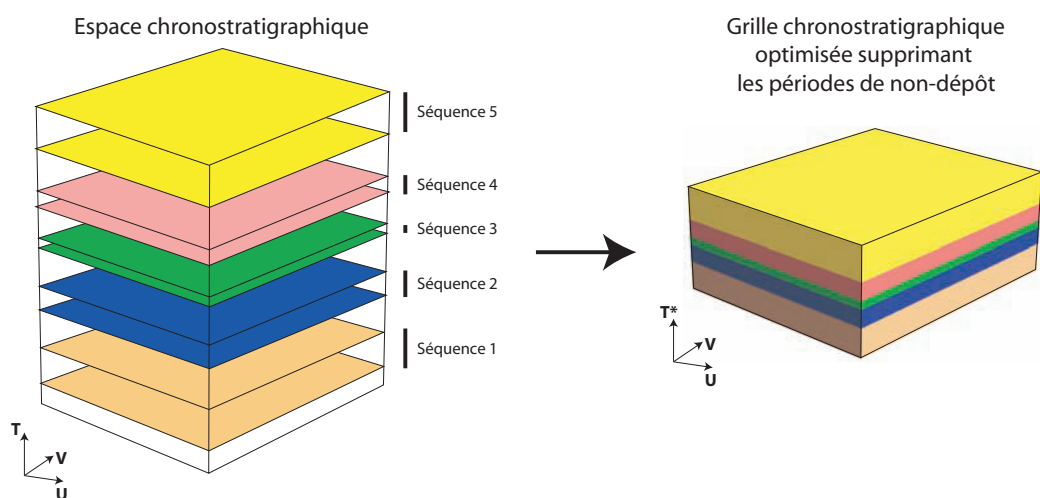 Espace chronostratigraphique
Séquence 5
Séquence 4
Séquence 3
Séquence 2
Séquence 1
T
V
U
Grille chronostratigraphique
optimisée supprimant
les périodes de non-dépôt
T*
V
U